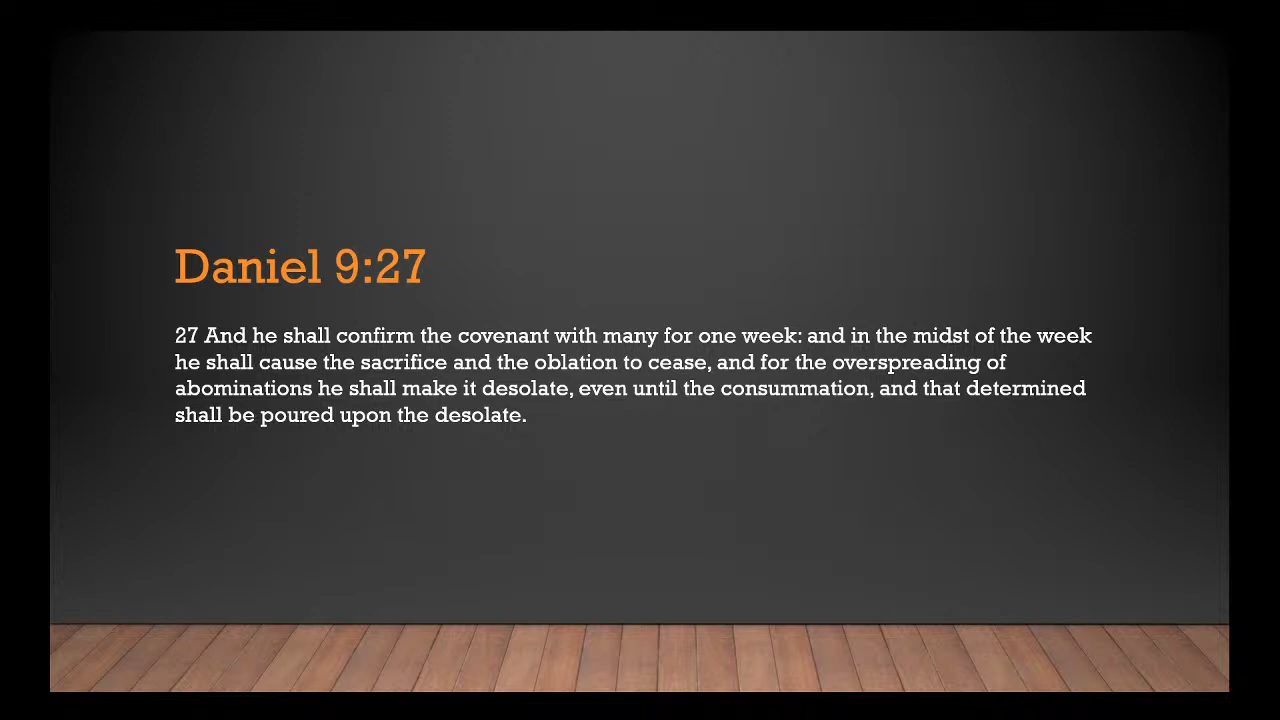 Daniel 9:27
27 And he shall confirm the covenant with many for one week: and in the midst of the week
he shall cause the sacrifice and the oblation to cease, and for the overspreading of
abominations he shall make it desolate, even until the consummation, and that determined
shall be poured upon the desolate.